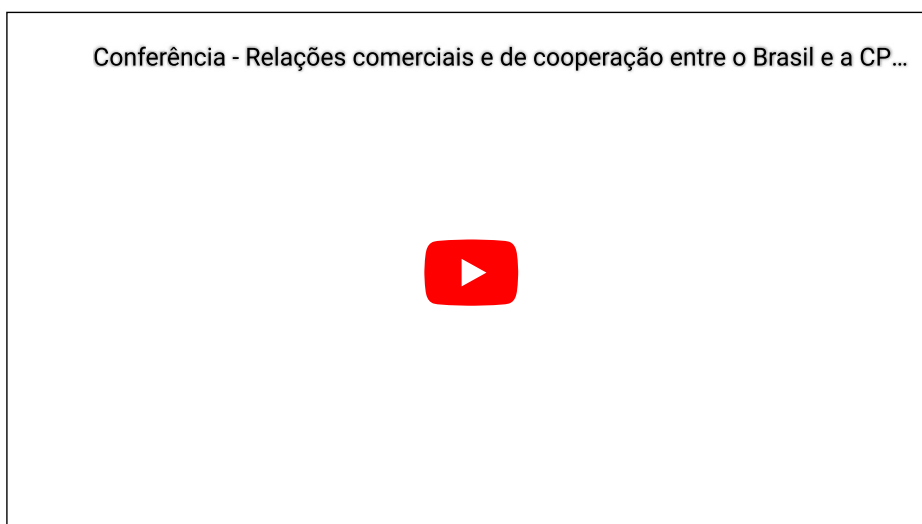 Conferência - Relações comerciais e de cooperação entre o Brasil e a CP...